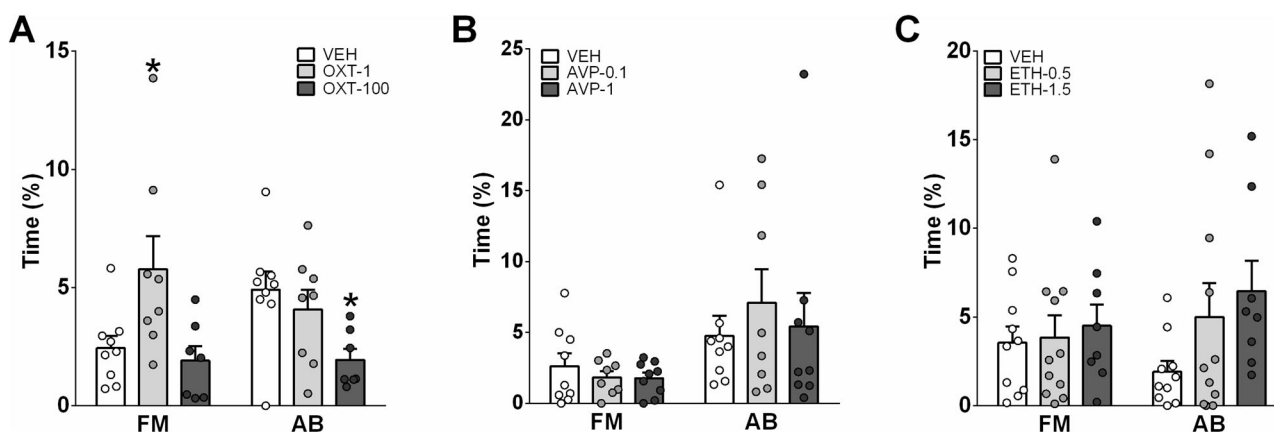 A
Time (%)
15
10
5
0
*
*
VEH
OXT-1
OXT-100
FM
AB
B
Time (%)
25
20
15
10
5
0
VEH
AVP-0.1
AVP-1
FM
AB
C
Time (%)
20
15
10
5
0
VEH
ETH-0.5
ETH-1.5
FM
AB